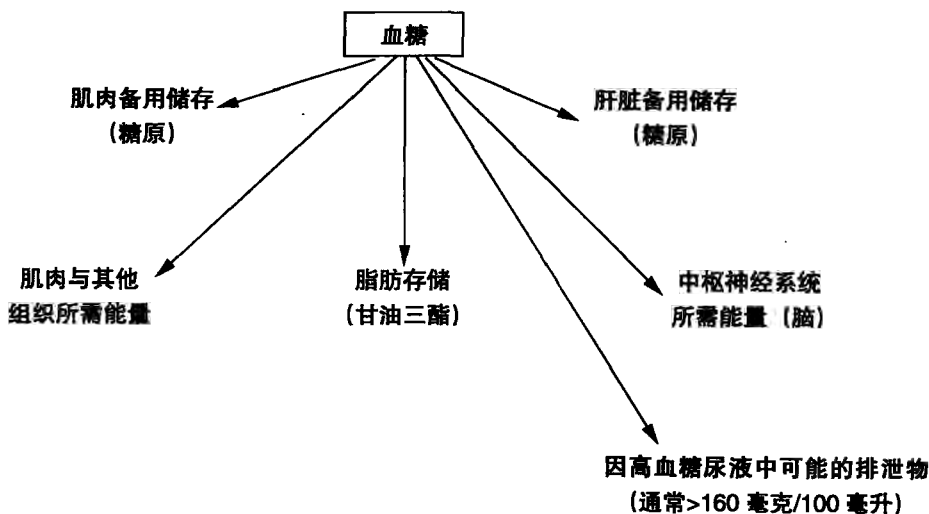 血糖
肌肉备用储存
(糖原)
肝脏备用储存
(糖原)
肌肉与其他
组织所需能量
脂肪存储
(甘油三酯)
中枢神经系统
所需能量(脑)
因高血糖尿液中可能的排泄物
(通常>160 毫克/100 毫升)